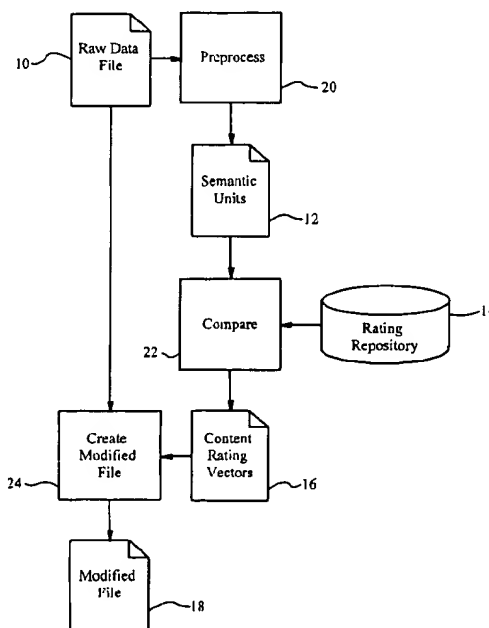 Raw Data
File
10
Preprocess
20
Semantic
Units
12
Compare
22
Rating
Repository
Create
Modified
File
24
Content
Rating
Vectors
16
Modified
File
18